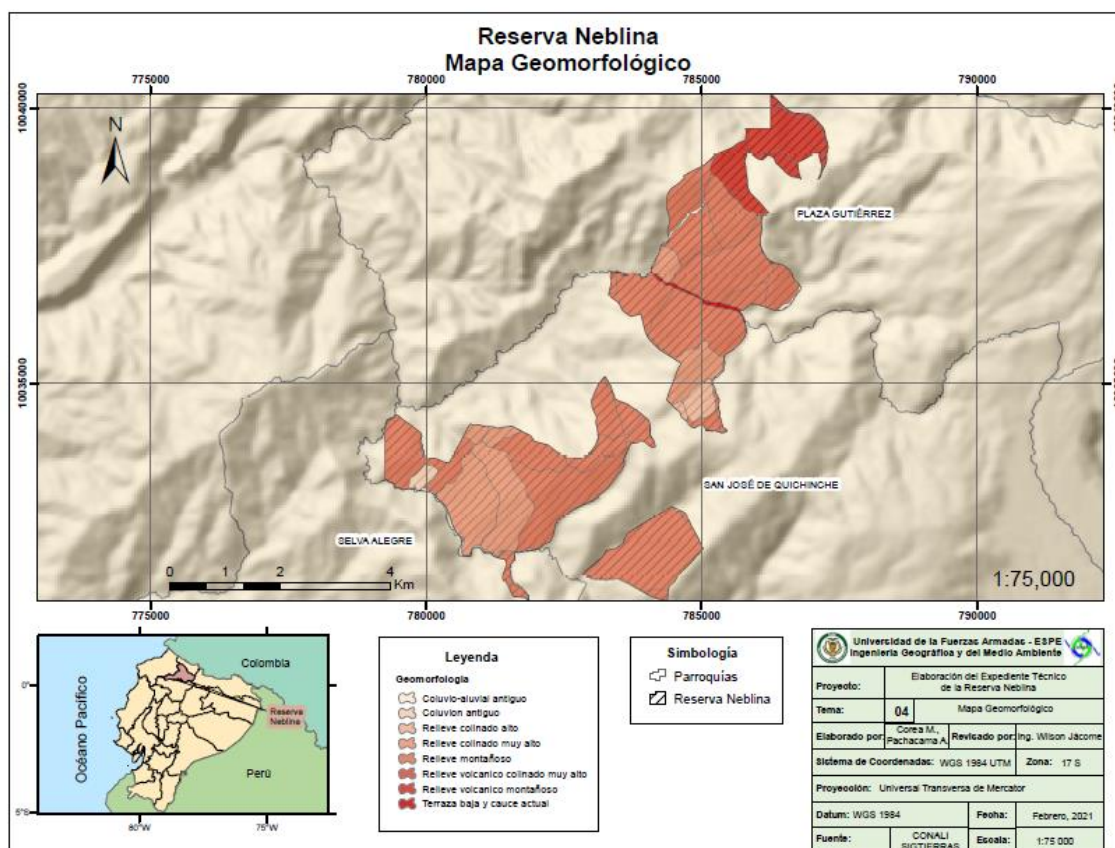 Reserva Neblina
Mapa Geomorfológico
775000
780000
785000
790000
10040000
10035000
N
PLAZA GUTIÉRREZ
SAN JOSÉ DE QUICHINCHE
SELVA ALEGRE
0 1 2 4
Km
1:75,000
775000
780000
785000
790000
Colombia
0°
Océano Pacífico
Reserva
Neblina
Perú
5°S
80°W
75°W
Leyenda
Geomorfología
Coluvio-aluvial antiguo
Coluvion antiguo
Relieve colinado alto
Relieve colinado muy alto
Relieve montañoso
Relieve volcanico colinado muy alto
Relieve volcanico montañoso
Terraza baja y cauce actual
Simbología
Parroquias
Reserva Neblina
Universidad de la Fuerzas Armadas - ESPE
Ingeniería Geográfica y del Medio Ambiente
Proyecto: Elaboración del Expediente Técnico
de la Reserva Neblina
Tema: 04 Mapa Geomorfológico
Elaborado por: Corea M.,
Pachacama A. Revisado por: Ing. Wilson Jácome
Sistema de Coordenadas: WGS 1984 UTM Zona: 17 S
Proyección: Universal Transversa de Mercator
Datum: WGS 1984 Fecha: Febrero, 2021
Fuente: CONALI
SIGTIERRAS Escala: 1:75 000